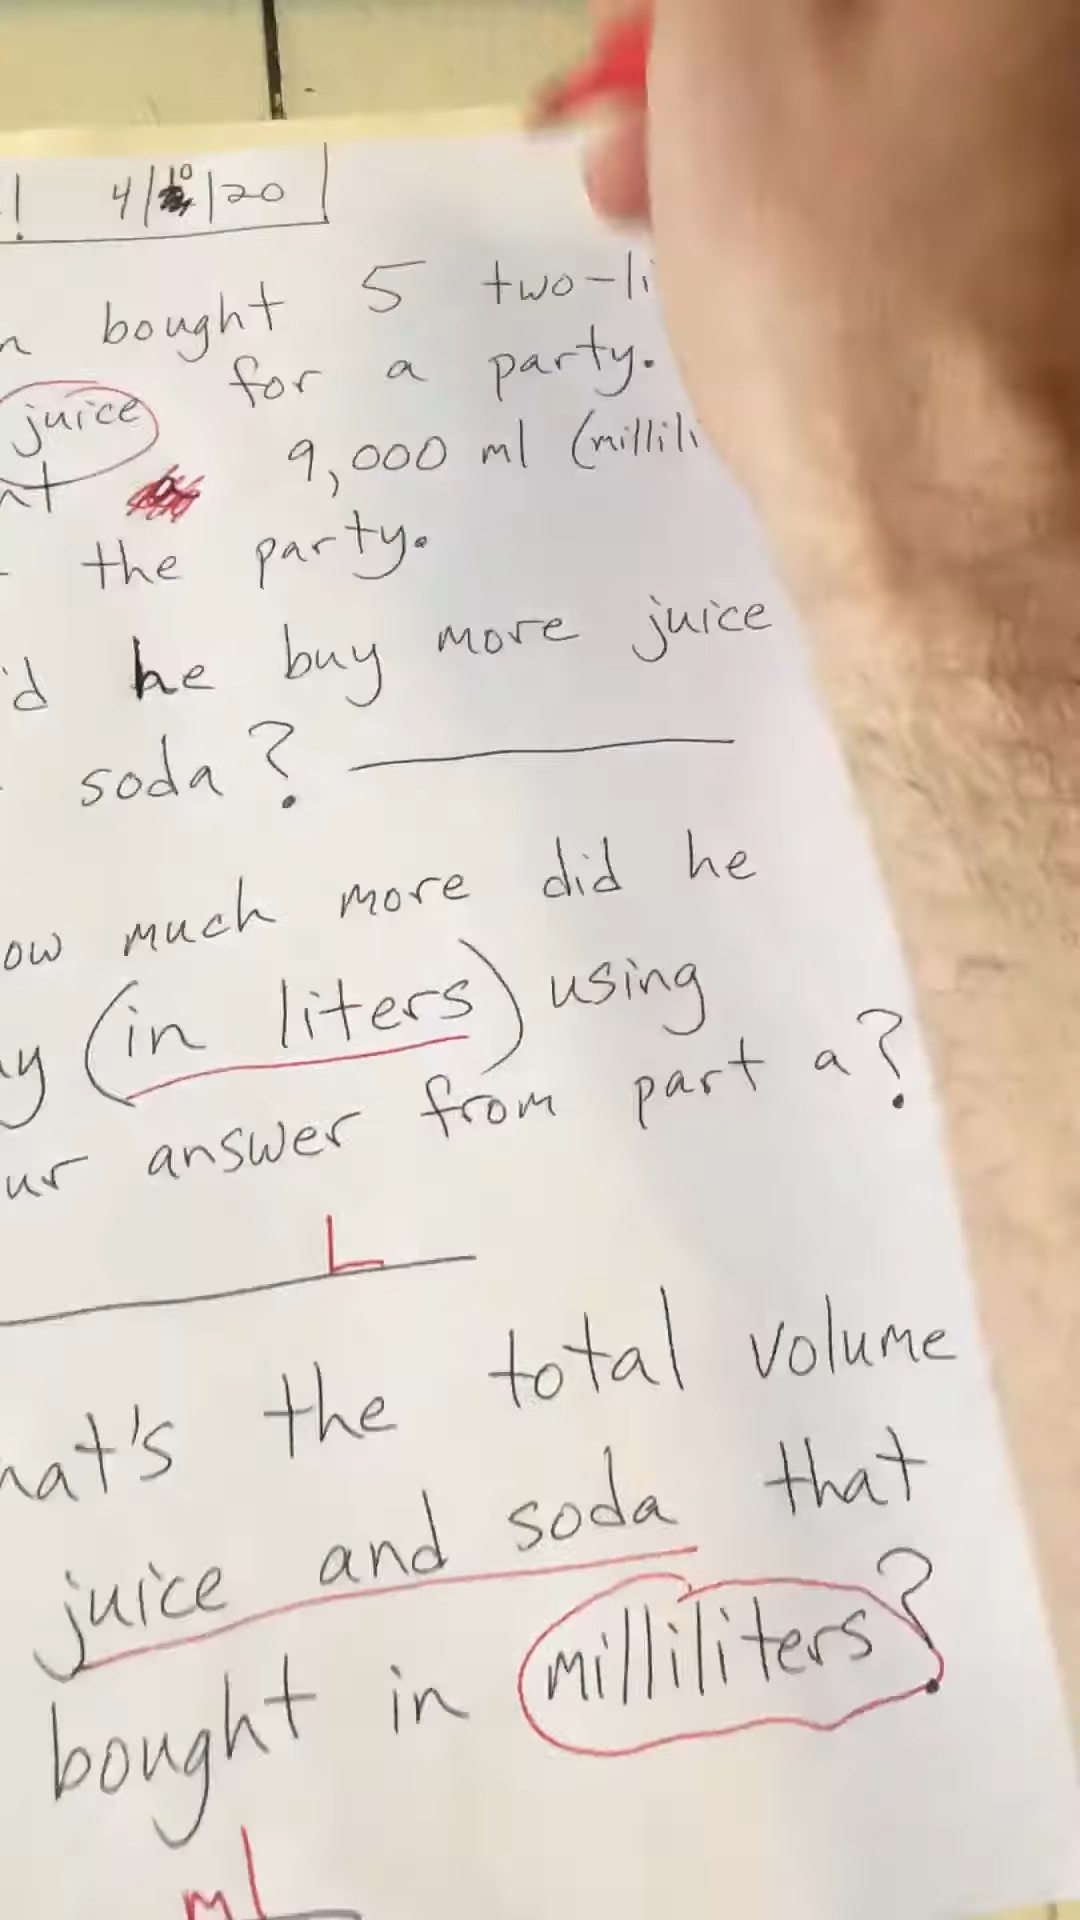 ! 4/10/20
bought 5 two-li
juice for a party.
9,000 ml (millili
the party.
he buy more juice
soda?
much more did he
(in liters) using
answer from part a?
L
the total volume
juice and soda that
bought in milliliters?
ml